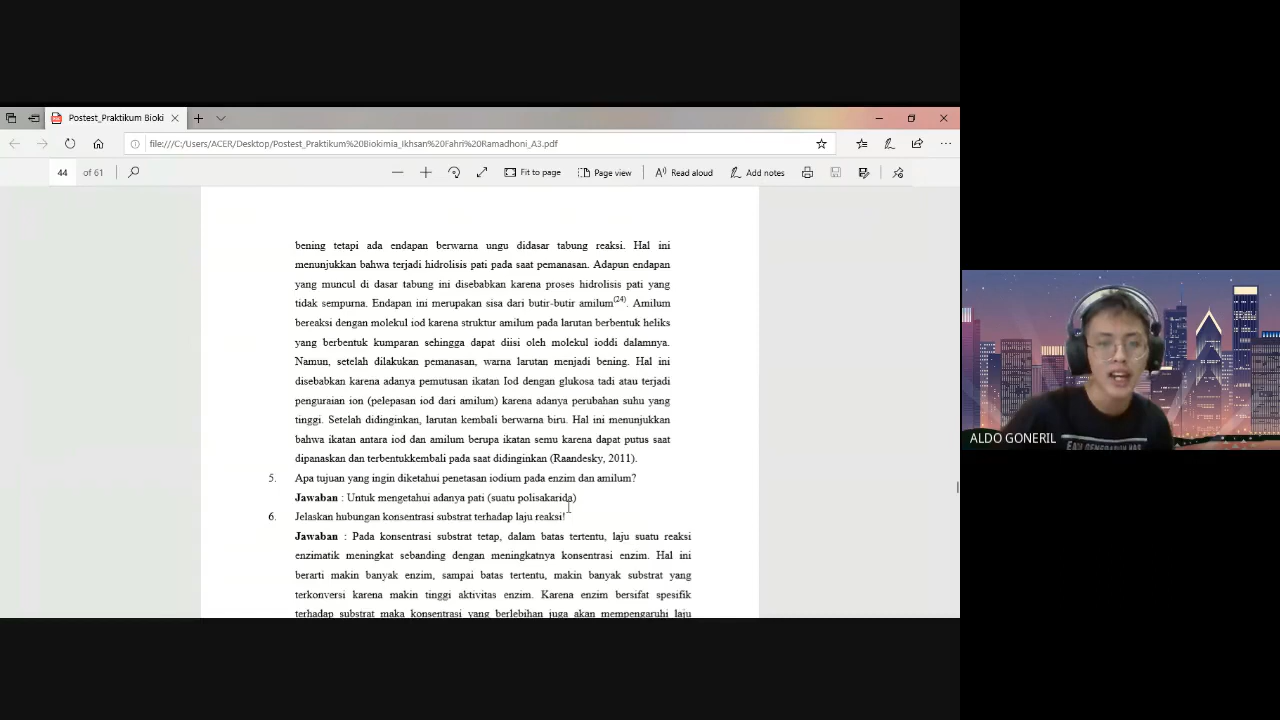 Postest_Praktikum Bioki
file:///C:/Users/ACER/Desktop/Postest_Praktikum%20Biokimia_Ikhsan%20Fahri%20Ramadhoni_A3.pdf
44 of 61 Fit to page Page view Read aloud Add notes
bening tetapi ada endapan berwarna ungu didasar tabung reaksi. Hal ini
menunjukkan bahwa terjadi hidrolisis pati pada saat pemanasan. Adapun endapan
yang muncul di dasar tabung ini disebabkan karena proses hidrolisis pati yang
tidak sempurna. Endapan ini merupakan sisa dari butir-butir amilum(24). Amilum
bereaksi dengan molekul iod karena struktur amilum pada larutan berbentuk heliks
yang berbentuk kumparan sehingga dapat diisi oleh molekul ioddi dalamnya.
Namun, setelah dilakukan pemanasan, warna larutan menjadi bening. Hal ini
disebabkan karena adanya pemutusan ikatan Iod dengan glukosa tadi atau terjadi
penguraian ion (pelepasan iod dari amilum) karena adanya perubahan suhu yang
tinggi. Setelah didinginkan, larutan kembali berwarna biru. Hal ini menunjukkan
bahwa ikatan antara iod dan amilum berupa ikatan semu karena dapat putus saat
dipanaskan dan terbentukkembali pada saat didinginkan (Raandesky, 2011).
5. Apa tujuan yang ingin diketahui penetasan iodium pada enzim dan amilum?
Jawaban : Untuk mengetahui adanya pati (suatu polisakarida)
6. Jelaskan hubungan konsentrasi substrat terhadap laju reaksi!
Jawaban : Pada konsentrasi substrat tetap, dalam batas tertentu, laju suatu reaksi
enzimatik meningkat sebanding dengan meningkatnya konsentrasi enzim. Hal ini
berarti makin banyak enzim, sampai batas tertentu, makin banyak substrat yang
terkonversi karena makin tinggi aktivitas enzim. Karena enzim bersifat spesifik
terhadap substrat maka konsentrasi yang berlebihan juga akan mempengaruhi laju
ALDO GONERIL